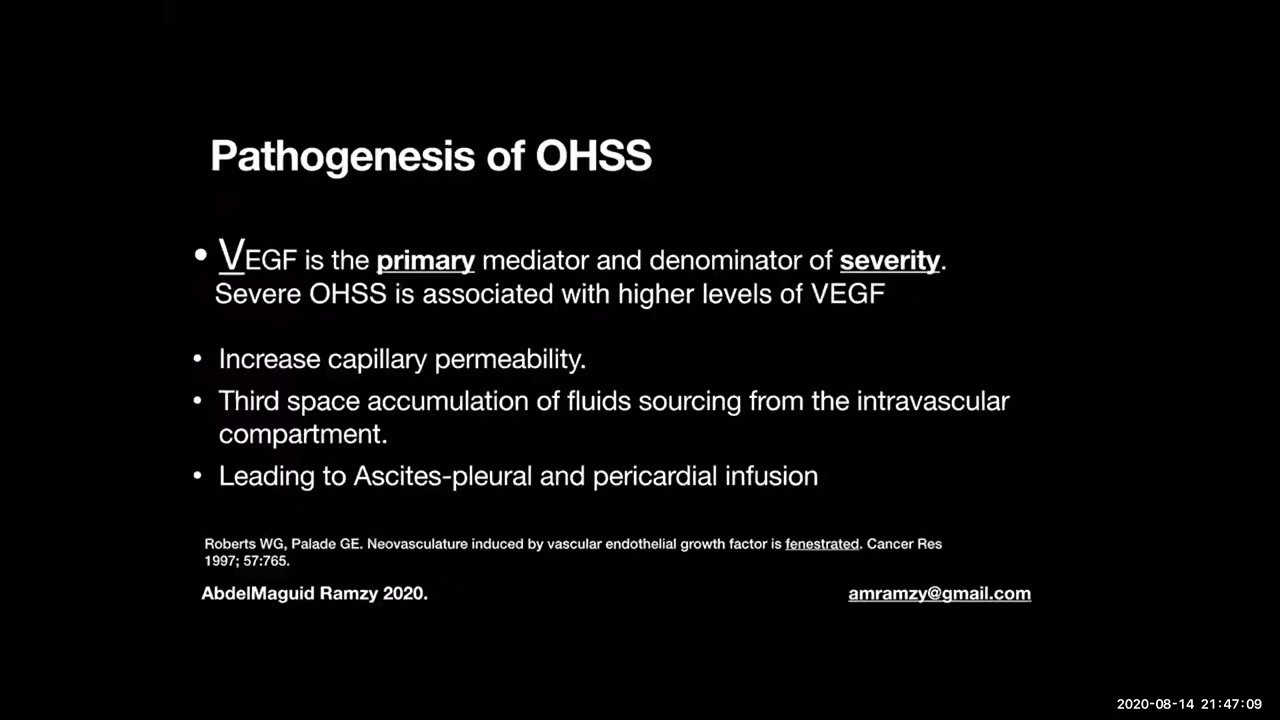 Pathogenesis of OHSS
• VEGF is the primary mediator and denominator of severity.
Severe OHSS is associated with higher levels of VEGF
• Increase capillary permeability.
• Third space accumulation of fluids sourcing from the intravascular
compartment.
• Leading to Ascites-pleural and pericardial infusion
Roberts WG, Palade GE. Neovasculature induced by vascular endothelial growth factor is fenestrated. Cancer Res
1997; 57:765.
AbdelMaguid Ramzy 2020.
amramzy@gmail.com
2020-08-14 21:47:09